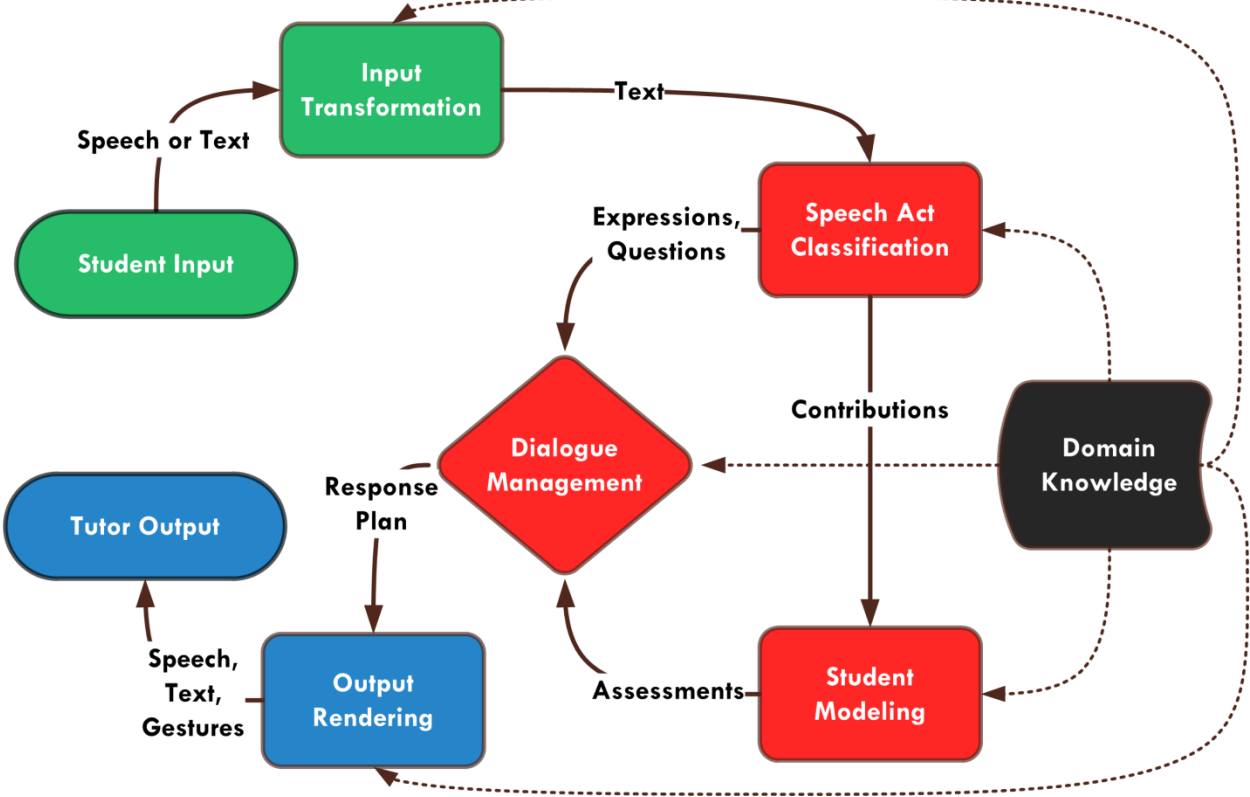 Input
Transformation
Text
Speech or Text
Student Input
Speech Act
Classification
Expressions,
Questions
Contributions
Domain
Knowledge
Dialogue
Management
Response
Plan
Tutor Output
Speech,
Text,
Gestures
Output
Rendering
Assessments
Student
Modeling